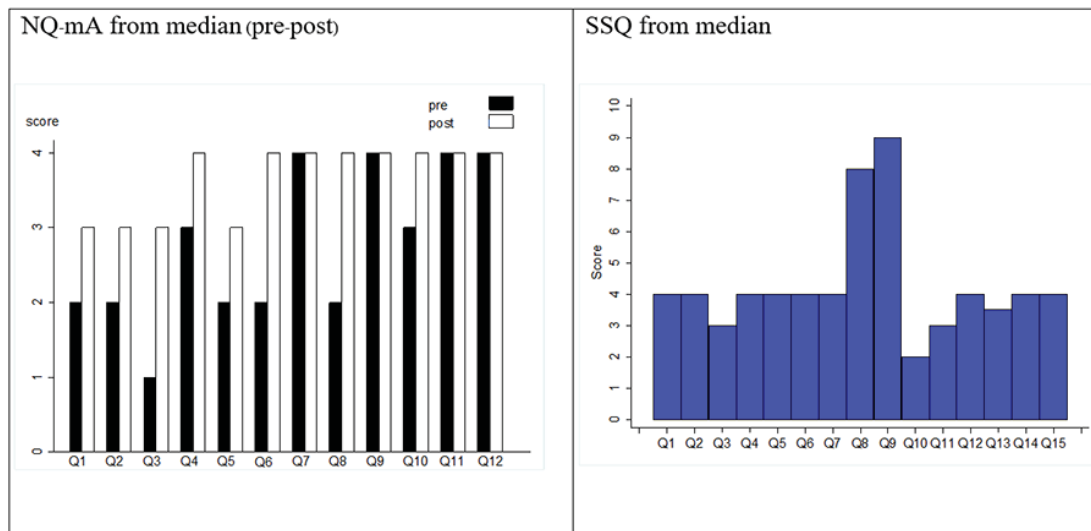 NQ-mA from median (pre-post)
pre
post
score
4
3
2
1
0
Q1 Q2 Q3 Q4 Q5 Q6 Q7 Q8 Q9 Q10 Q11 Q12
SSQ from median
Score
10
9
8
7
6
5
4
3
2
1
0
Q1 Q2 Q3 Q4 Q5 Q6 Q7 Q8 Q9 Q10 Q11 Q12 Q13 Q14 Q15